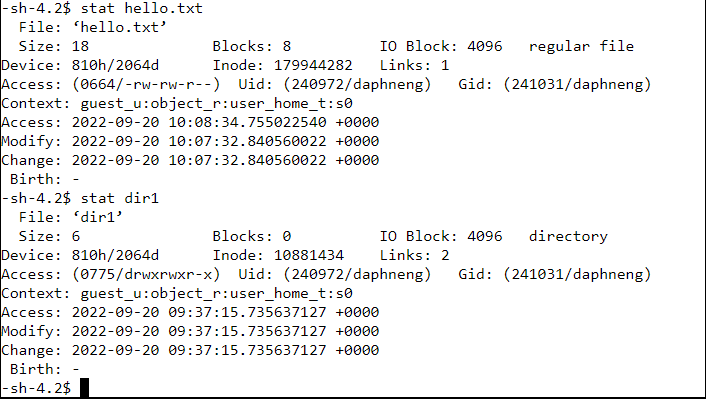 -sh-4.2$ stat hello.txt
  File: ‘hello.txt’
  Size: 18              Blocks: 8          IO Block: 4096   regular file
Device: 810h/2064d      Inode: 179944282   Links: 1
Access: (0664/-rw-rw-r--)  Uid: (240972/daphneng)   Gid: (241031/daphneng)
Context: guest_u:object_r:user_home_t:s0
Access: 2022-09-20 10:08:34.755022540 +0000
Modify: 2022-09-20 10:07:32.840560022 +0000
Change: 2022-09-20 10:07:32.840560022 +0000
 Birth: -
-sh-4.2$ stat dir1
  File: ‘dir1’
  Size: 6               Blocks: 0          IO Block: 4096   directory
Device: 810h/2064d      Inode: 10881434    Links: 2
Access: (0775/drwxrwxr-x)  Uid: (240972/daphneng)   Gid: (241031/daphneng)
Context: guest_u:object_r:user_home_t:s0
Access: 2022-09-20 09:37:15.735637127 +0000
Modify: 2022-09-20 09:37:15.735637127 +0000
Change: 2022-09-20 09:37:15.735637127 +0000
 Birth: -
-sh-4.2$